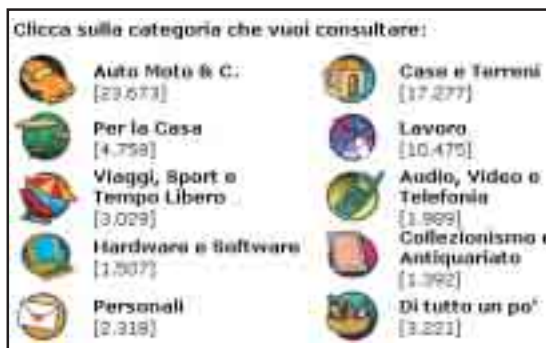 Clicca sulla categoria che vuoi consultare:
Auto Moto & C.
[23.673]
Case e Terreni
[17.277]
Per la Casa
[4.758]
Lavoro
[10.475]
Viaggi, Sport e
Tempo Libero
[3.029]
Audio, Video e
Telefonia
[1.989]
Hardware e Software
[1.507]
Collezionismo e
Antiquariato
[1.392]
Personali
[2.318]
Di tutto un po'
[3.221]